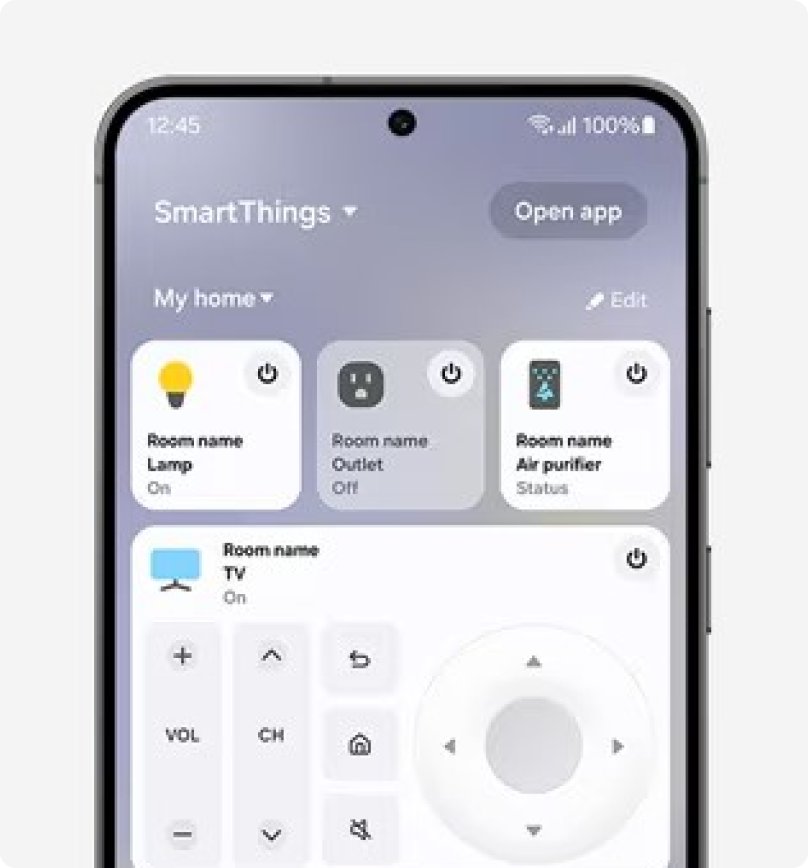 12:45
100%
SmartThings
Open app
My home
Edit
Room name
Lamp
On
Room name
Outlet
Off
Room name
Air purifier
Status
Room name
TV
On
VOL
CH